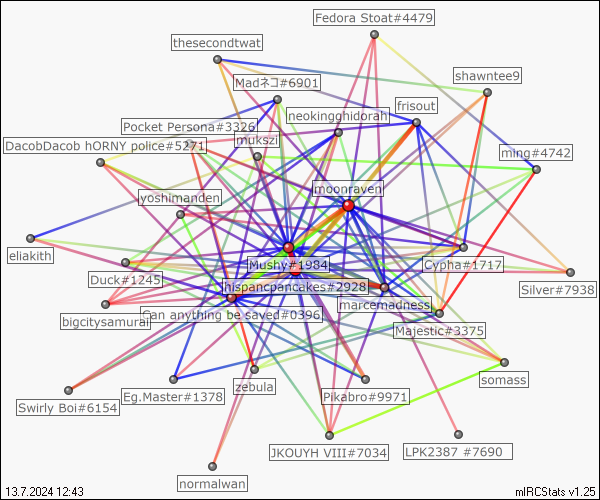 Fedora Stoat#4479
thesecondtwat
shawntee9
Madネコ#6901
frisout
neokingghidorah
Pocket Persona#3326
mukszi
DacobDacob hORNY police#5271
ming#4742
moonraven
yoshimanden
eliakith
Mushy#1984
Cypha#1717
Duck#1245
hispancpancakes#2928
Silver#7938
marcemadness
bigcitysamurai
Can anything be saved#0396
Majestic#3375
zebula
somass
Eg.Master#1378
Pikabro#9971
Swirly Boi#6154
JKOUYH VIII#7034
LPK2387 #7690
normalwan
13.7.2024 12:43
mIRCStats v1.25